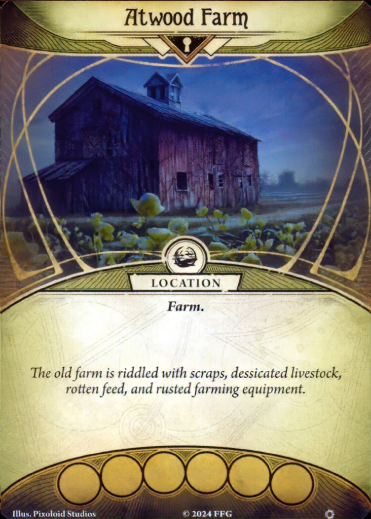 Atwood Farm
LOCATION
Farm.
The old farm is riddled with scraps, dessicated livestock,
rotten feed, and rusted farming equipment.
Illus. Pixoloid Studios © 2024 FFG